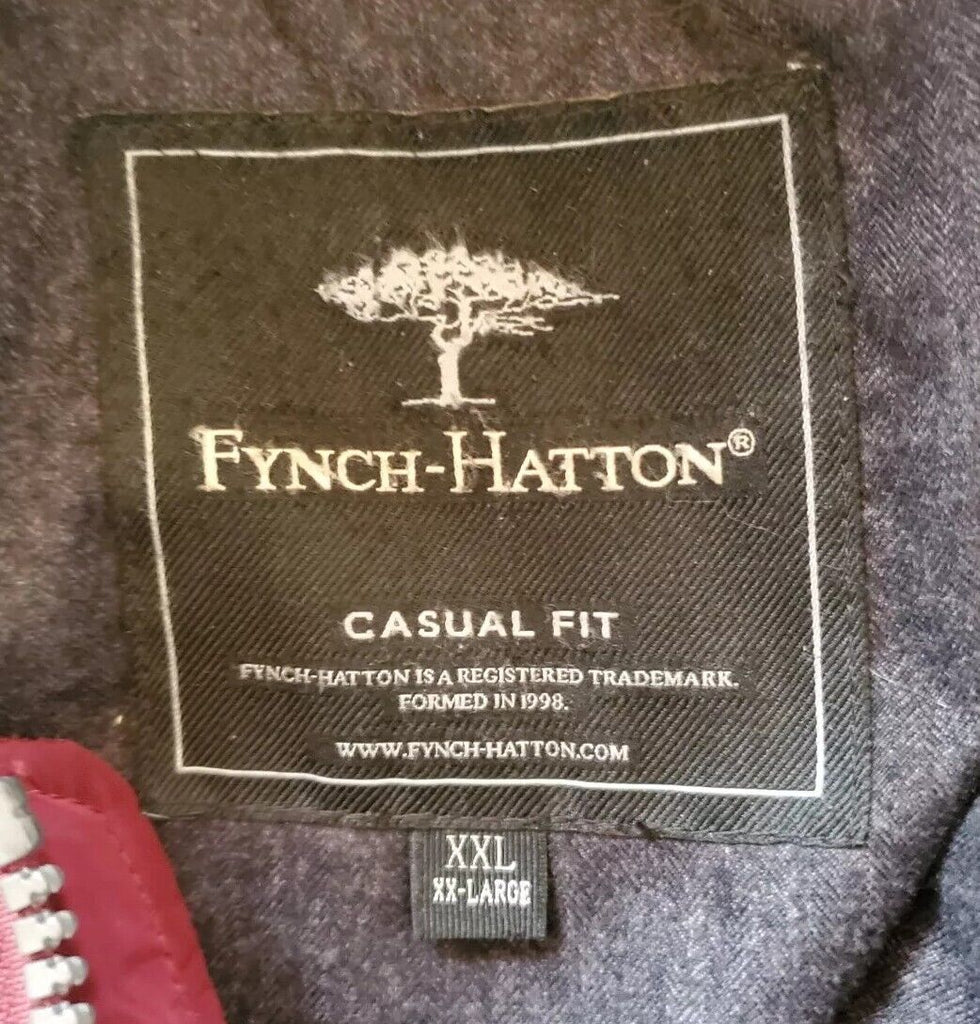 FYNCH-HATTON®
CASUAL FIT
FYNCH-HATTON IS A REGISTERED TRADEMARK.
FORMED IN 1998.
WWW.FYNCH-HATTON.COM
XXL
XX-LARGE